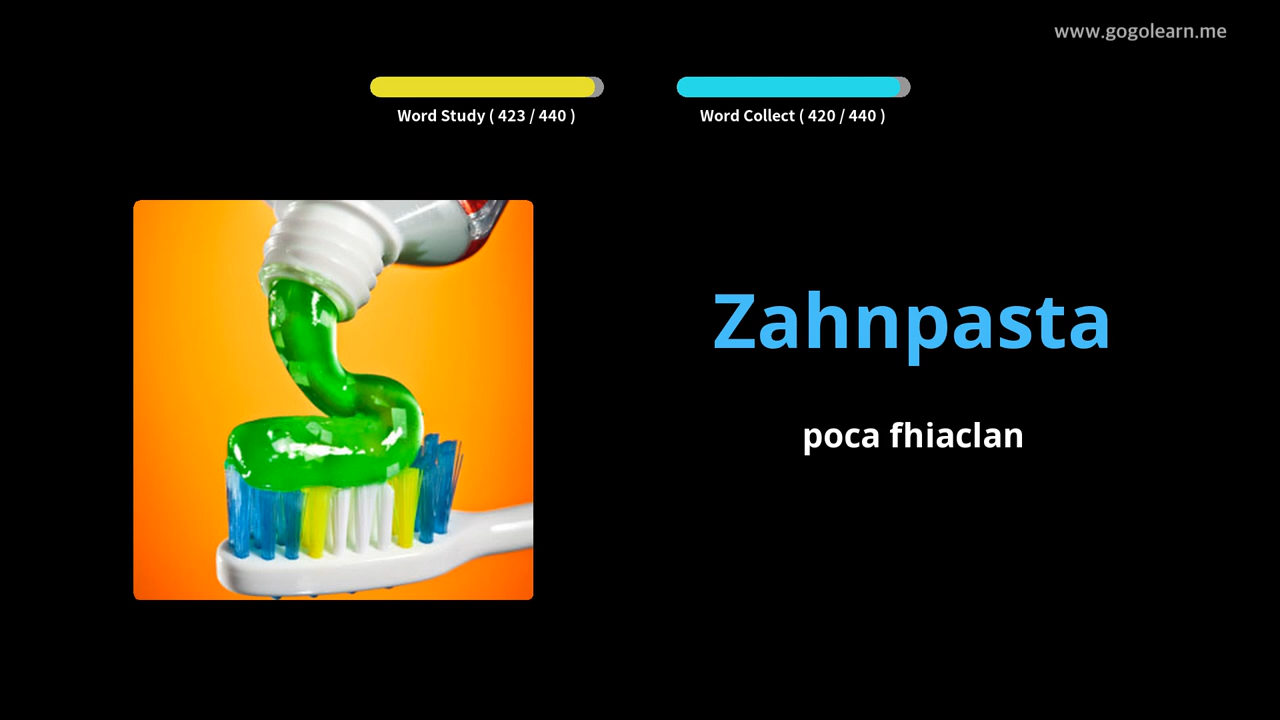 www.gogolearn.me
Word Study ( 423 / 440 )
Word Collect ( 420 / 440 )
Zahnpasta
poca fhiaclan